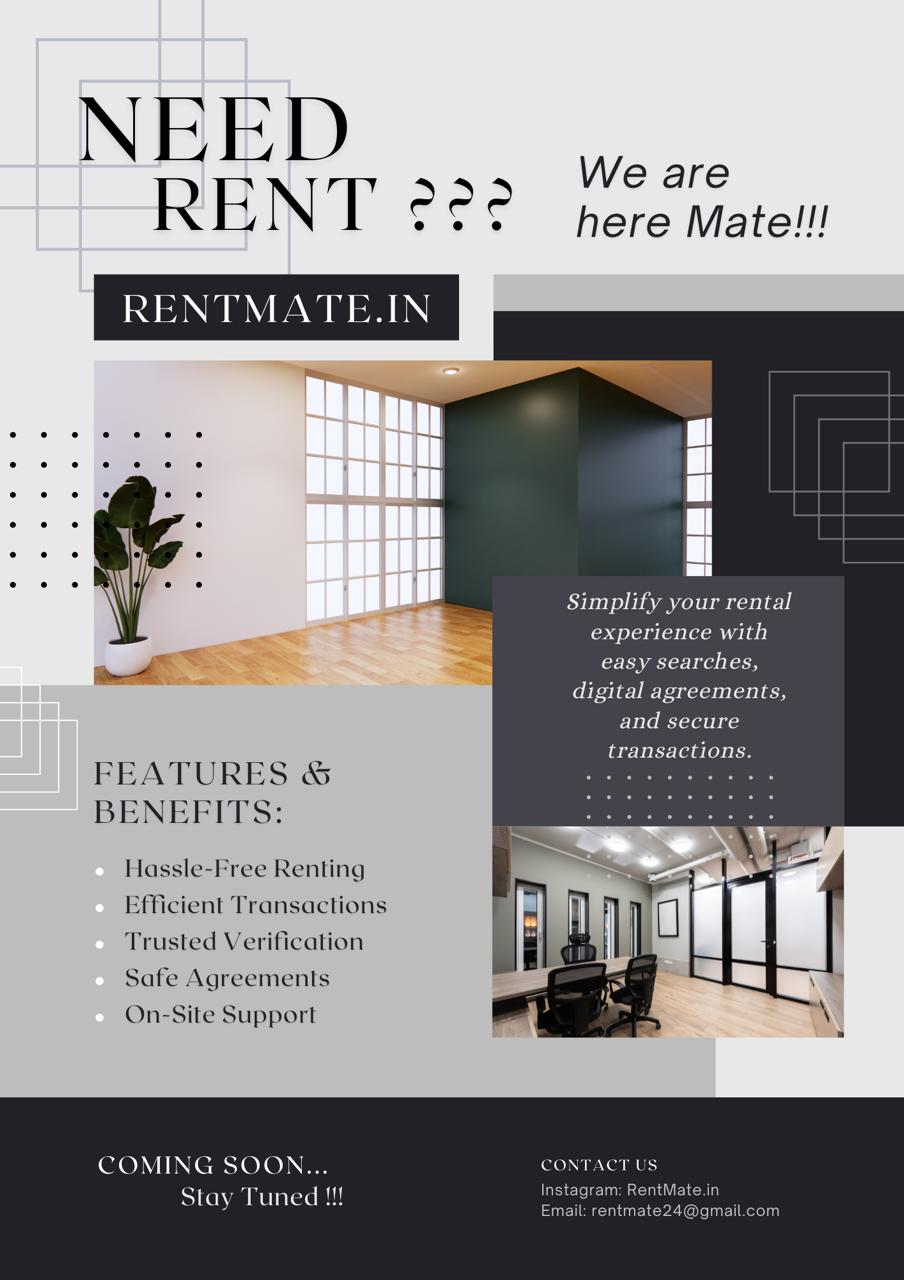 NEED
RENT ???
We are
here Mate!!!
RENTMATE.IN
Simplify your rental
experience with
easy searches,
digital agreements,
and secure
transactions.
FEATURES &
BENEFITS:
Hassle-Free Renting
Efficient Transactions
Trusted Verification
Safe Agreements
On-Site Support
COMING SOON...
Stay Tuned !!!
CONTACT US
Instagram: RentMate.in
Email: rentmate24@gmail.com